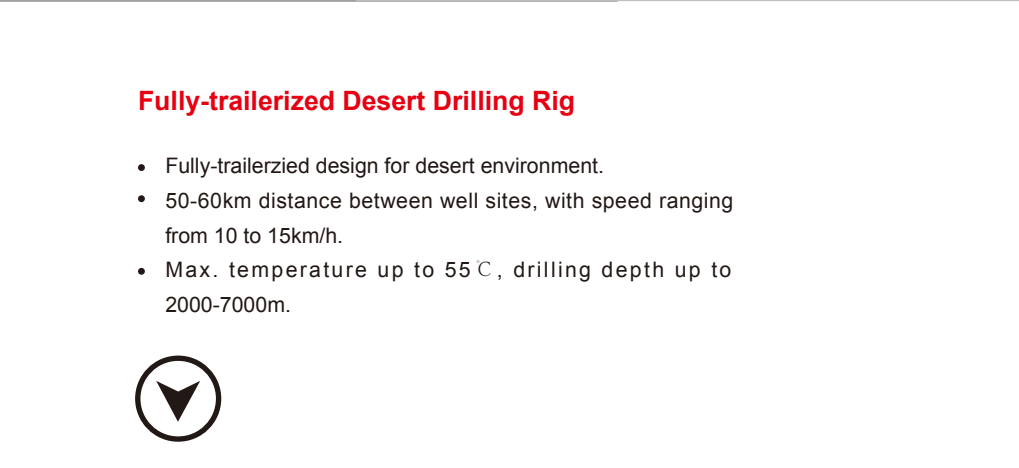 Fully-trailerized Desert Drilling Rig
• Fully-trailerzied design for desert environment.
• 50-60km distance between well sites, with speed ranging
from 10 to 15km/h.
• Max. temperature up to 55℃, drilling depth up to
2000-7000m.